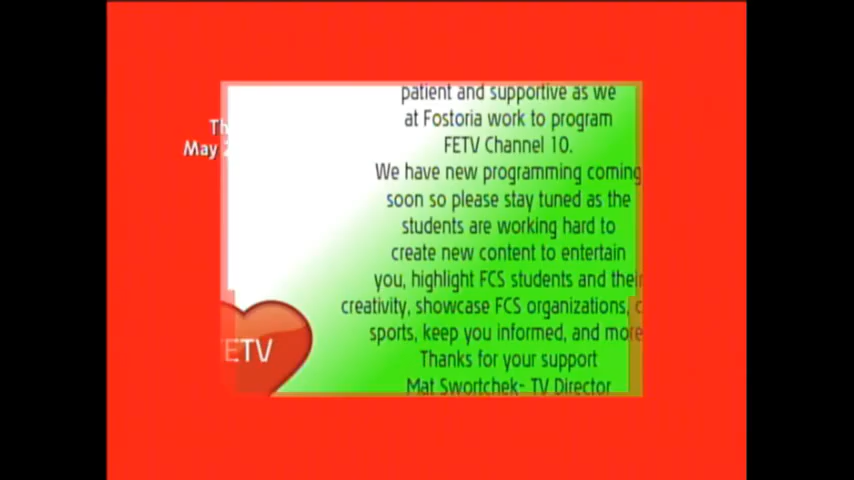 patient and supportive as we
at Fostoria work to program
FETV Channel 10.
We have new programming coming
soon so please stay tuned as the
students are working hard to
create new content to entertain
you, highlight FCS students and their
creativity, showcase FCS organizations,
sports, keep you informed, and more
Thanks for your support
Mat Swortchek- TV Director
May
FETV